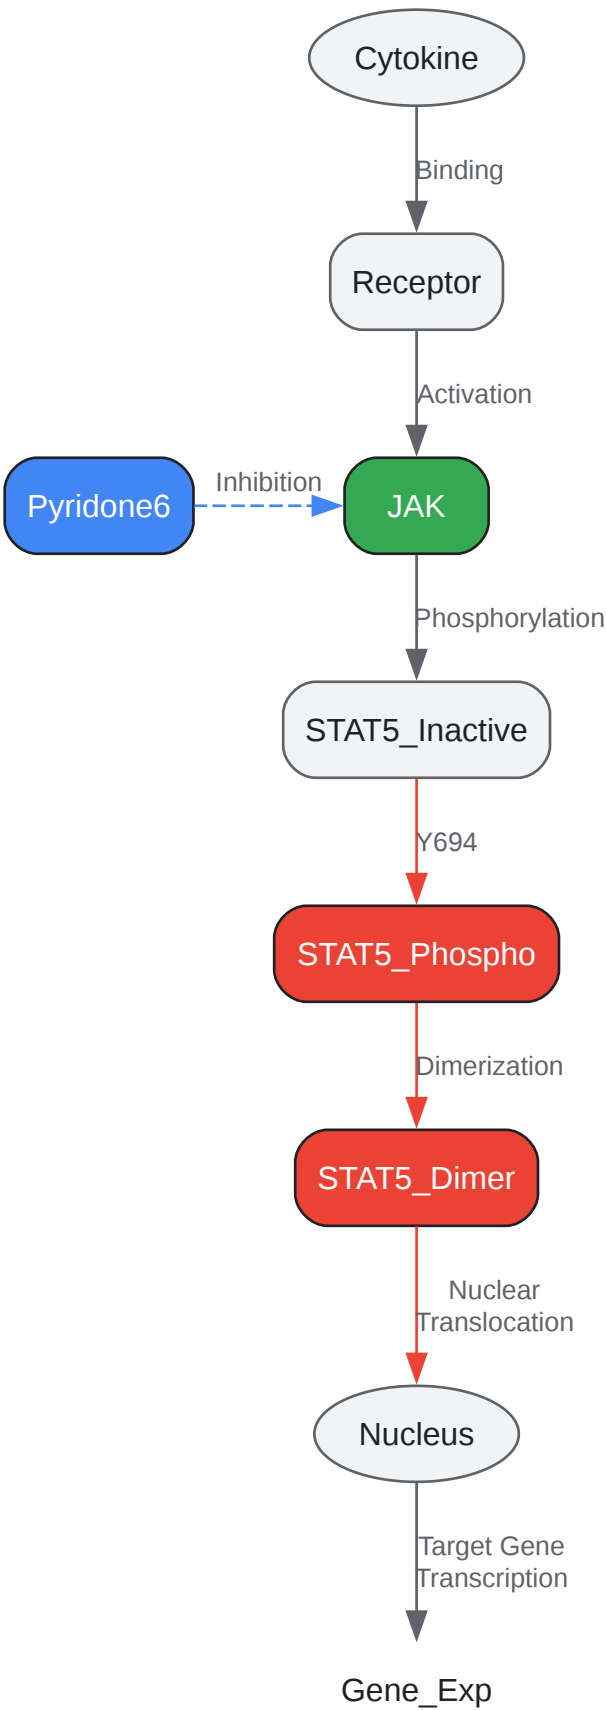 Cytokine
Binding
Receptor
Activation
Inhibition
Pyridone6
JAK
Phosphorylation
STAT5_Inactive
Y694
STAT5_Phospho
Dimerization
STAT5_Dimer
Nuclear
Translocation
Nucleus
Target Gene
Transcription
Gene_Exp